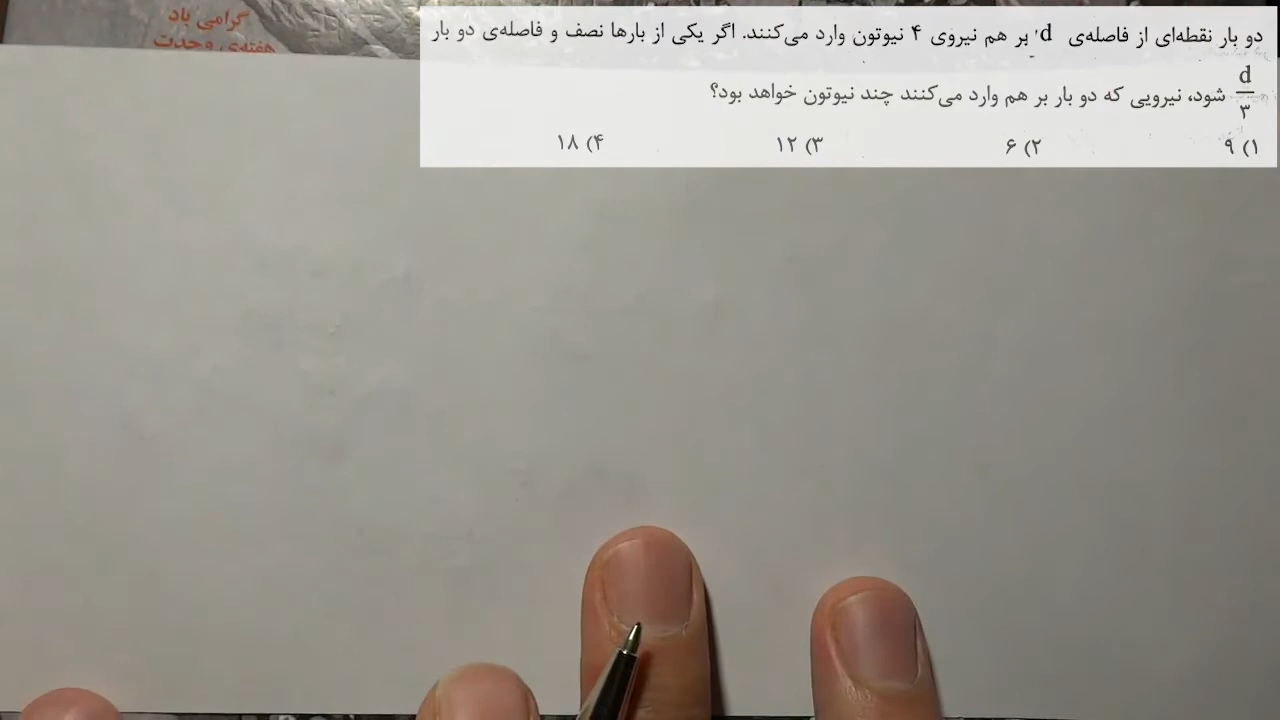 گرامی باد
هفته‌ی وحدت
دو بار نقطه‌ای از فاصله‌ی d بر هم نیروی ۴ نیوتون وارد می‌کنند. اگر یکی از بارها نصف و فاصله‌ی دو بار
d/۳ شود، نیرویی که دو بار بر هم وارد می‌کنند چند نیوتون خواهد بود؟
۱) ۹ ۲) ۶ ۳) ۱۲ ۴) ۱۸